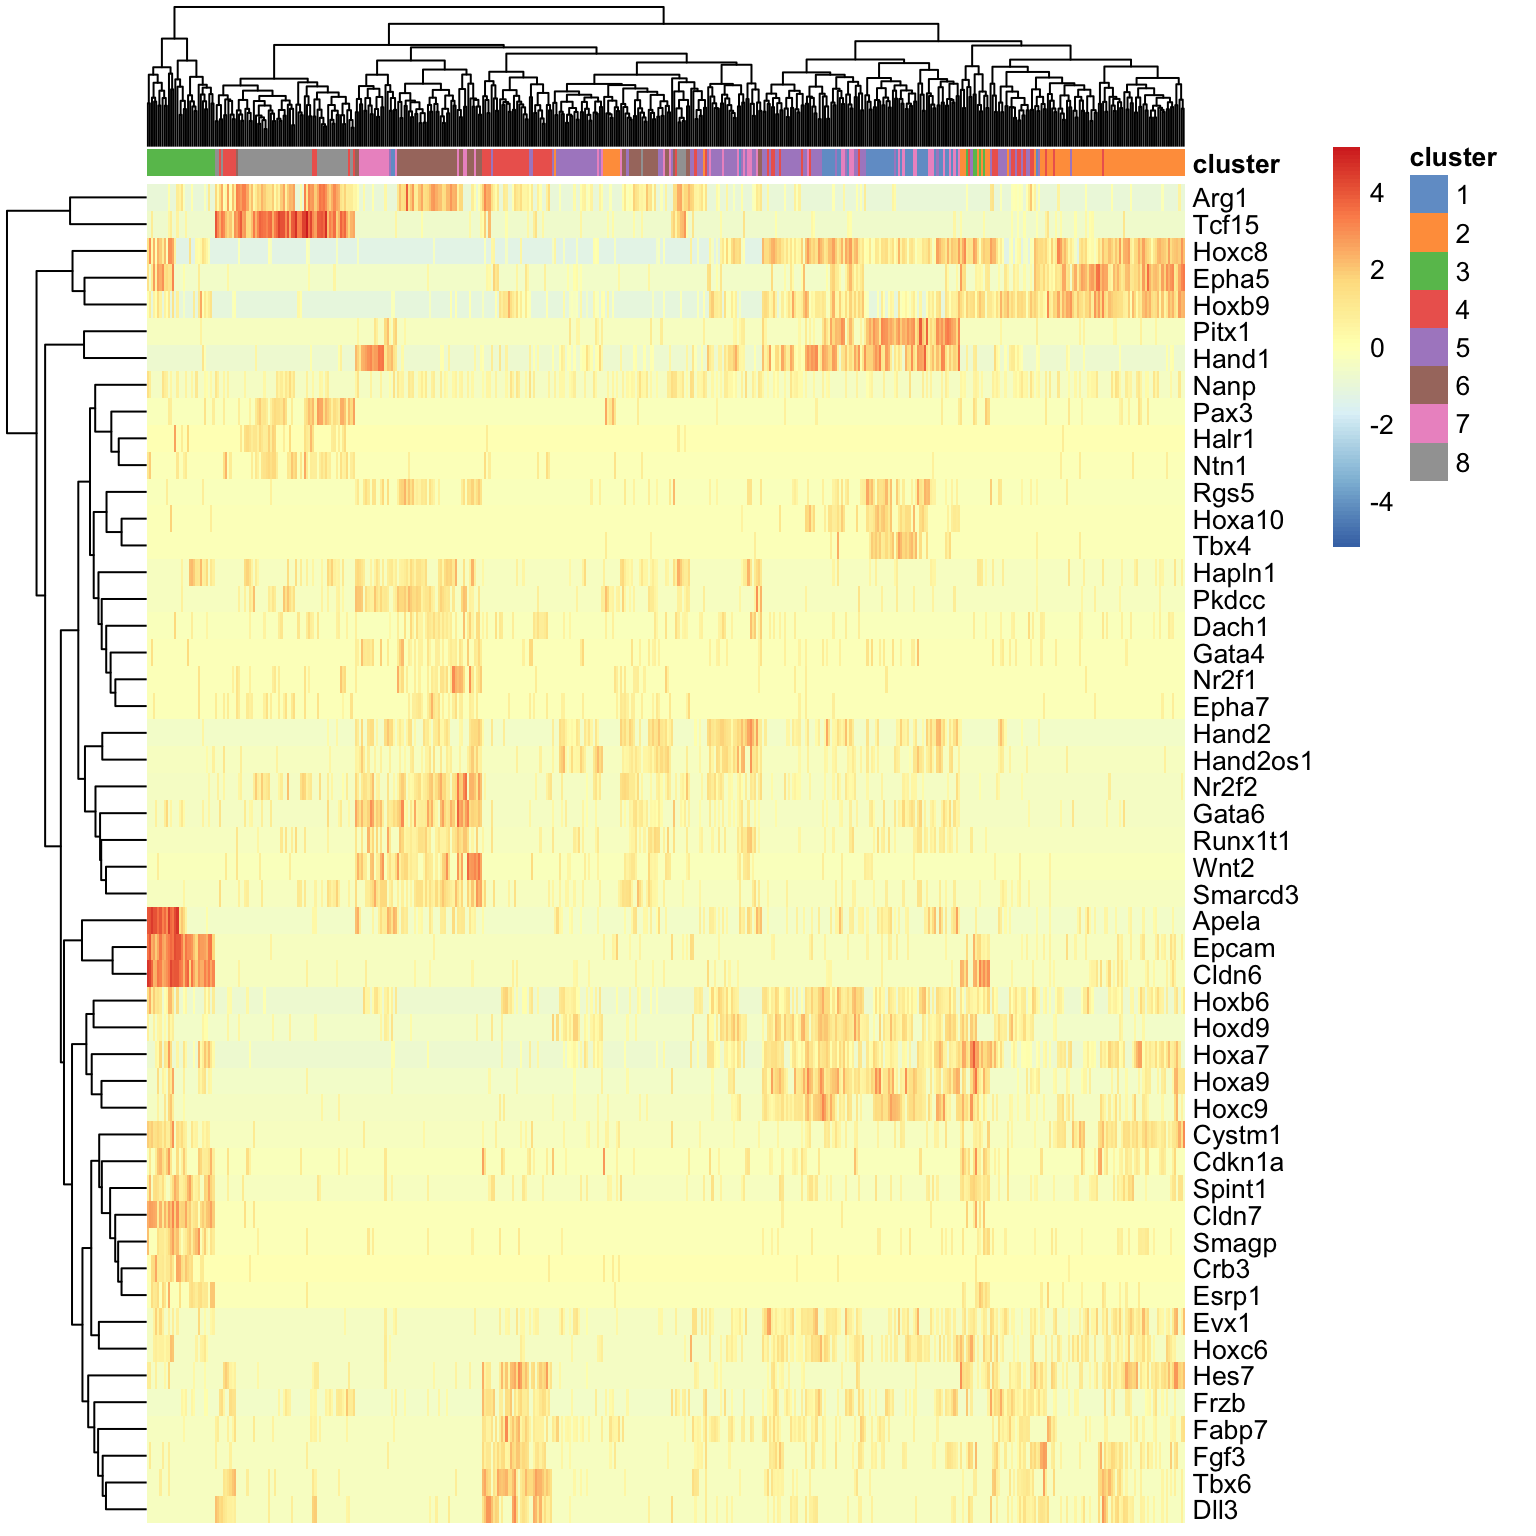 cluster
Arg1
Tcf15
Hoxc8
Epha5
Hoxb9
Pitx1
Hand1
Nanp
Pax3
Halr1
Ntn1
Rgs5
Hoxa10
Tbx4
Hapln1
Pkdcc
Dach1
Gata4
Nr2f1
Epha7
Hand2
Hand2os1
Nr2f2
Gata6
Runx1t1
Wnt2
Smarcd3
Apela
Epcam
Cldn6
Hoxb6
Hoxd9
Hoxa7
Hoxa9
Hoxc9
Cystm1
Cdkn1a
Spint1
Cldn7
Smagp
Crb3
Esrp1
Evx1
Hoxc6
Hes7
Frzb
Fabp7
Fgf3
Tbx6
Dll3
4
2
0
-2
-4
cluster
1
2
3
4
5
6
7
8